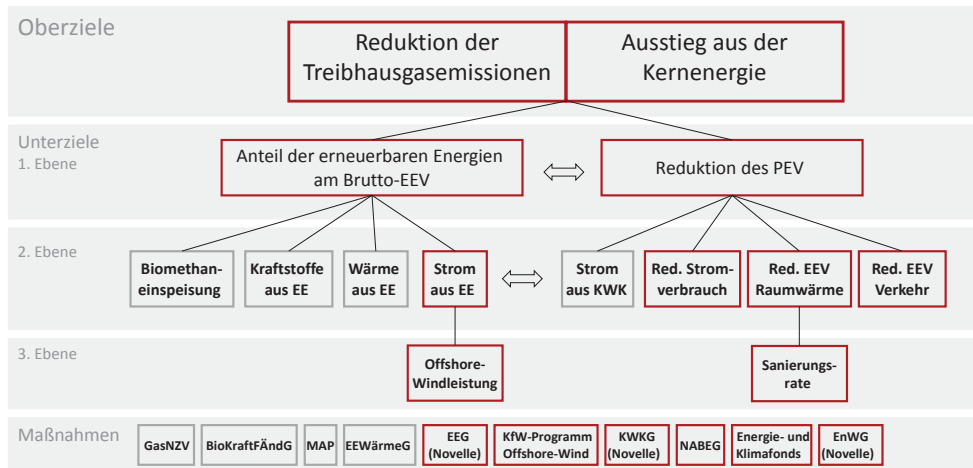 Oberziele
Reduktion der
Treibhausgasemissionen
Ausstieg aus der
Kernenergie
Unterziele
1. Ebene
Anteil der erneuerbaren Energien
am Brutto-EEV
Reduktion des PEV
2. Ebene
Biomethan-
einspeisung
Kraftstoffe
aus EE
Wärme
aus EE
Strom
aus EE
Strom
aus KWK
Red. Strom-
verbrauch
Red. EEV
Raumwärme
Red. EEV
Verkehr
3. Ebene
Offshore-
Windleistung
Sanierungs-
rate
Maßnahmen
GasNZV
BioKraftFÄndG
MAP
EEWärmeG
EEG
(Novelle)
KfW-Programm
Offshore-Wind
KWKG
(Novelle)
NABEG
Energie- und
Klimafonds
EnWG
(Novelle)